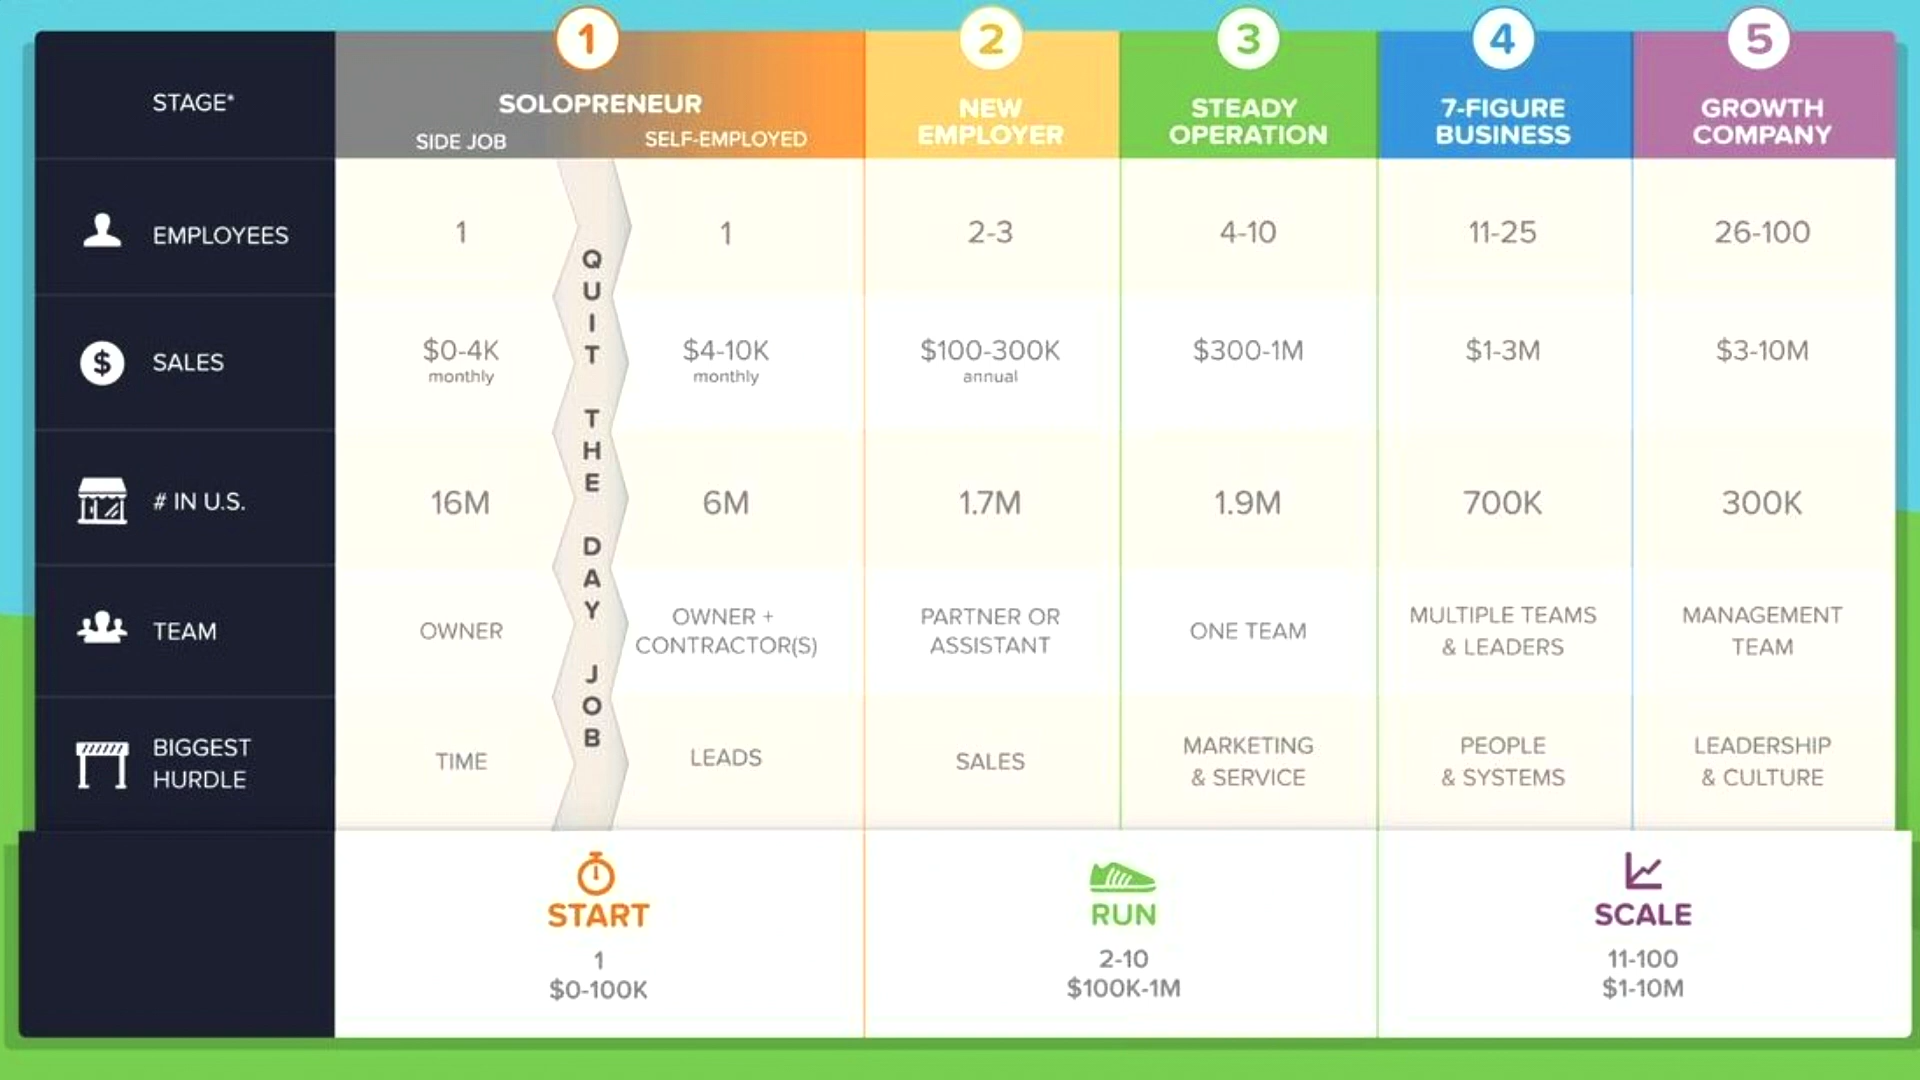 1
2
3
4
5
STAGE*
SOLOPRENEUR
SIDE JOB
SELF-EMPLOYED
NEW
EMPLOYER
STEADY
OPERATION
7-FIGURE
BUSINESS
GROWTH
COMPANY
QUIT THE DAY JOB
EMPLOYEES
1
1
2-3
4-10
11-25
26-100
$
SALES
$0-4K
monthly
$4-10K
monthly
$100-300K
annual
$300-1M
$1-3M
$3-10M
# IN U.S.
16M
6M
1.7M
1.9M
700K
300K
TEAM
OWNER
OWNER +
CONTRACTOR(S)
PARTNER OR
ASSISTANT
ONE TEAM
MULTIPLE TEAMS
& LEADERS
MANAGEMENT
TEAM
BIGGEST
HURDLE
TIME
LEADS
SALES
MARKETING
& SERVICE
PEOPLE
& SYSTEMS
LEADERSHIP
& CULTURE
START
1
$0-100K
RUN
2-10
$100K-1M
SCALE
11-100
$1-10M